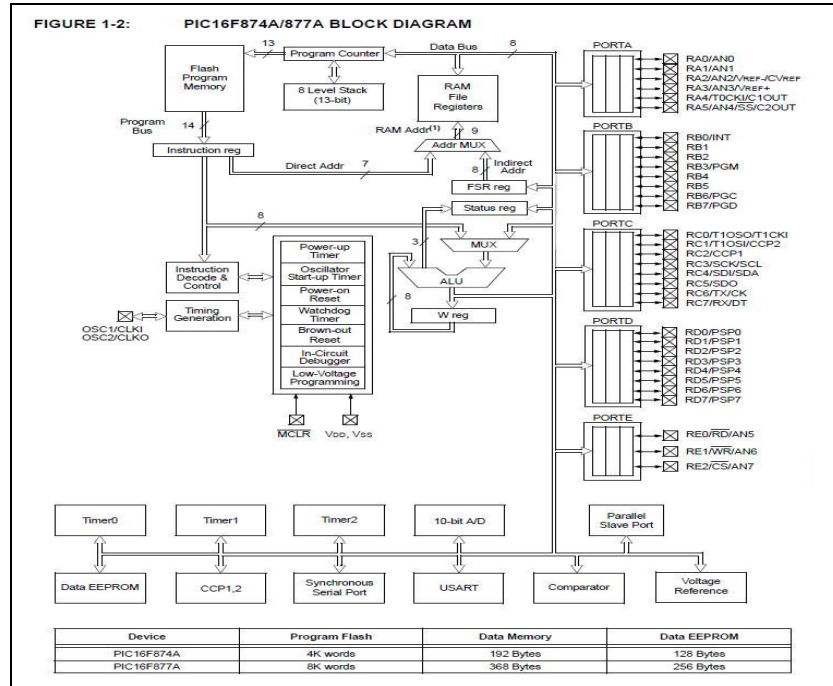 FIGURE 1-2: PIC16F874A/877A BLOCK DIAGRAM
13
Program Counter
Data Bus
8
PORTA
Flash
Program
Memory
8 Level Stack
(13-bit)
RAM
File
Registers
RA0/AN0
RA1/AN1
RA2/AN2/VREF-/CVREF
RA3/AN3/VREF+
RA4/T0CKI/C1OUT
RA5/AN4/SS/C2OUT
Program
Bus
14
RAM Addr(1)
9
PORTB
Instruction reg
Addr MUX
Direct Addr
7
8
Indirect
Addr
FSR reg
RB0/INT
RB1
RB2
RB3/PGM
RB4
RB5
RB6/PGC
RB7/PGD
Status reg
8
3
MUX
PORTC
RC0/T1OSO/T1CKI
RC1/T1OSI/CCP2
RC2/CCP1
RC3/SCK/SCL
RC4/SDI/SDA
RC5/SDO
RC6/TX/CK
RC7/RX/DT
Instruction
Decode &
Control
Timing
Generation
OSC1/CLKI
OSC2/CLKO
Power-up
Timer
Oscillator
Start-up Timer
Power-on
Reset
Watchdog
Timer
Brown-out
Reset
In-Circuit
Debugger
Low-Voltage
Programming
ALU
8
W reg
MCLR
VDD, VSS
PORTD
RD0/PSP0
RD1/PSP1
RD2/PSP2
RD3/PSP3
RD4/PSP4
RD5/PSP5
RD6/PSP6
RD7/PSP7
PORTE
RE0/RD/AN5
RE1/WR/AN6
RE2/CS/AN7
Timer0
Timer1
Timer2
10-bit A/D
Parallel
Slave Port
Data EEPROM
CCP1,2
Synchronous
Serial Port
USART
Comparator
Voltage
Reference
Device Program Flash Data Memory Data EEPROM
PIC16F874A 4K words 192 Bytes 128 Bytes
PIC16F877A 8K words 368 Bytes 256 Bytes